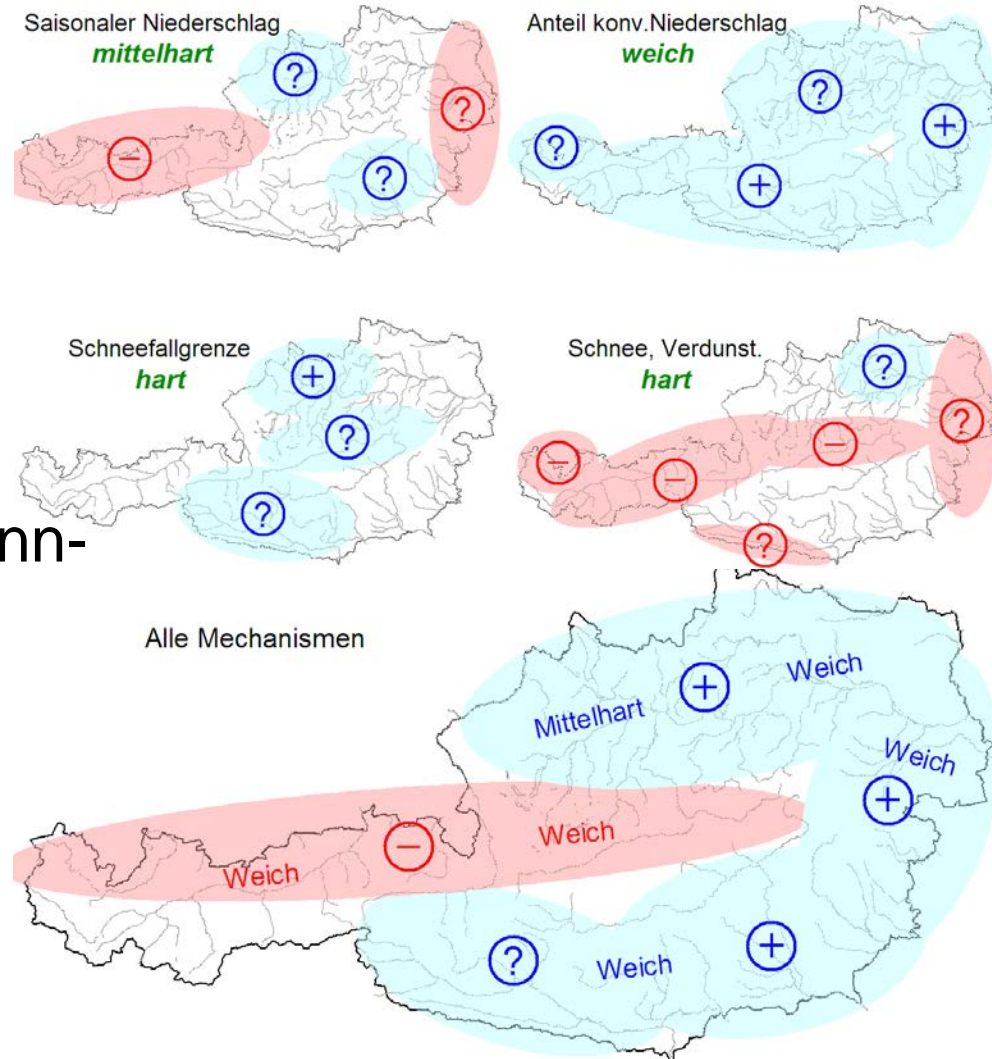 Saisonaler Niederschlag
mittelhart
?
?
−
?
Anteil konv.Niederschlag
weich
?
?
+
+
Schneefallgrenze
hart
+
?
?
Schnee, Verdunst.
hart
?
?
−
−
−
?
nn-
Alle Mechanismen
+
Weich
Mittelhart
Weich
+
−
Weich
Weich
?
Weich
+